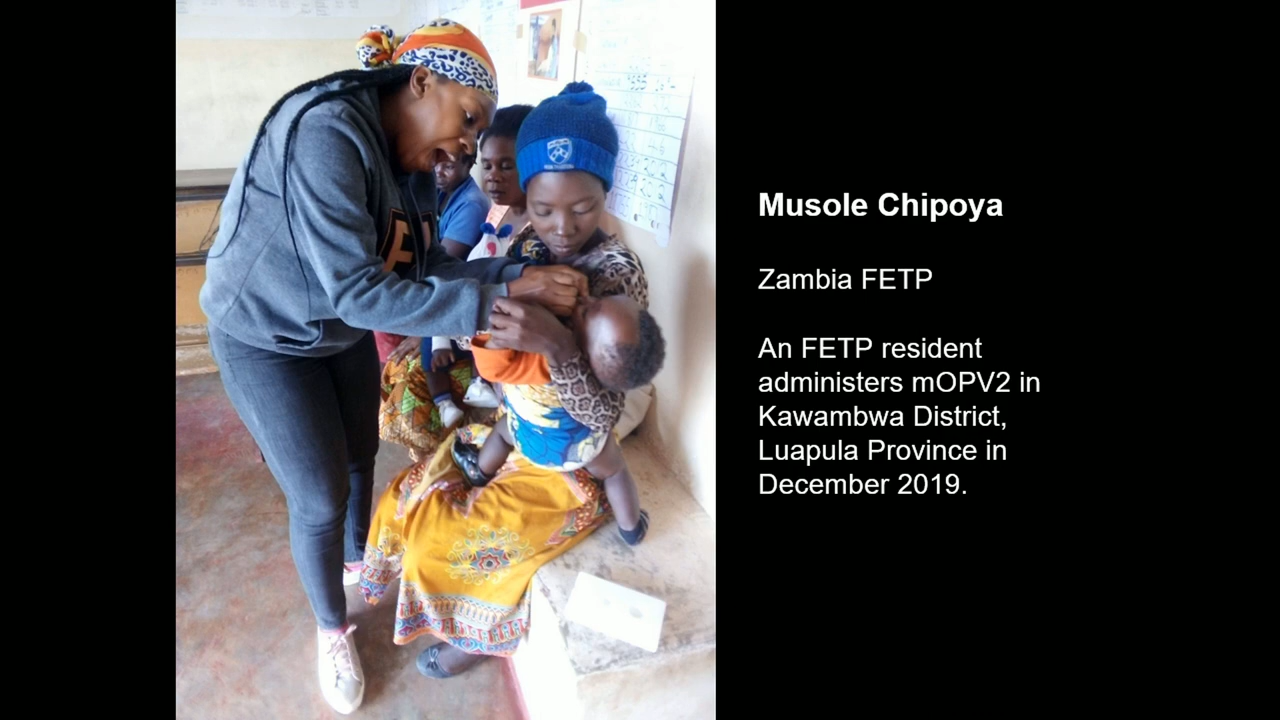 Musole Chipoya
Zambia FETP
An FETP resident
administers mOPV2 in
Kawambwa District,
Luapula Province in
December 2019.